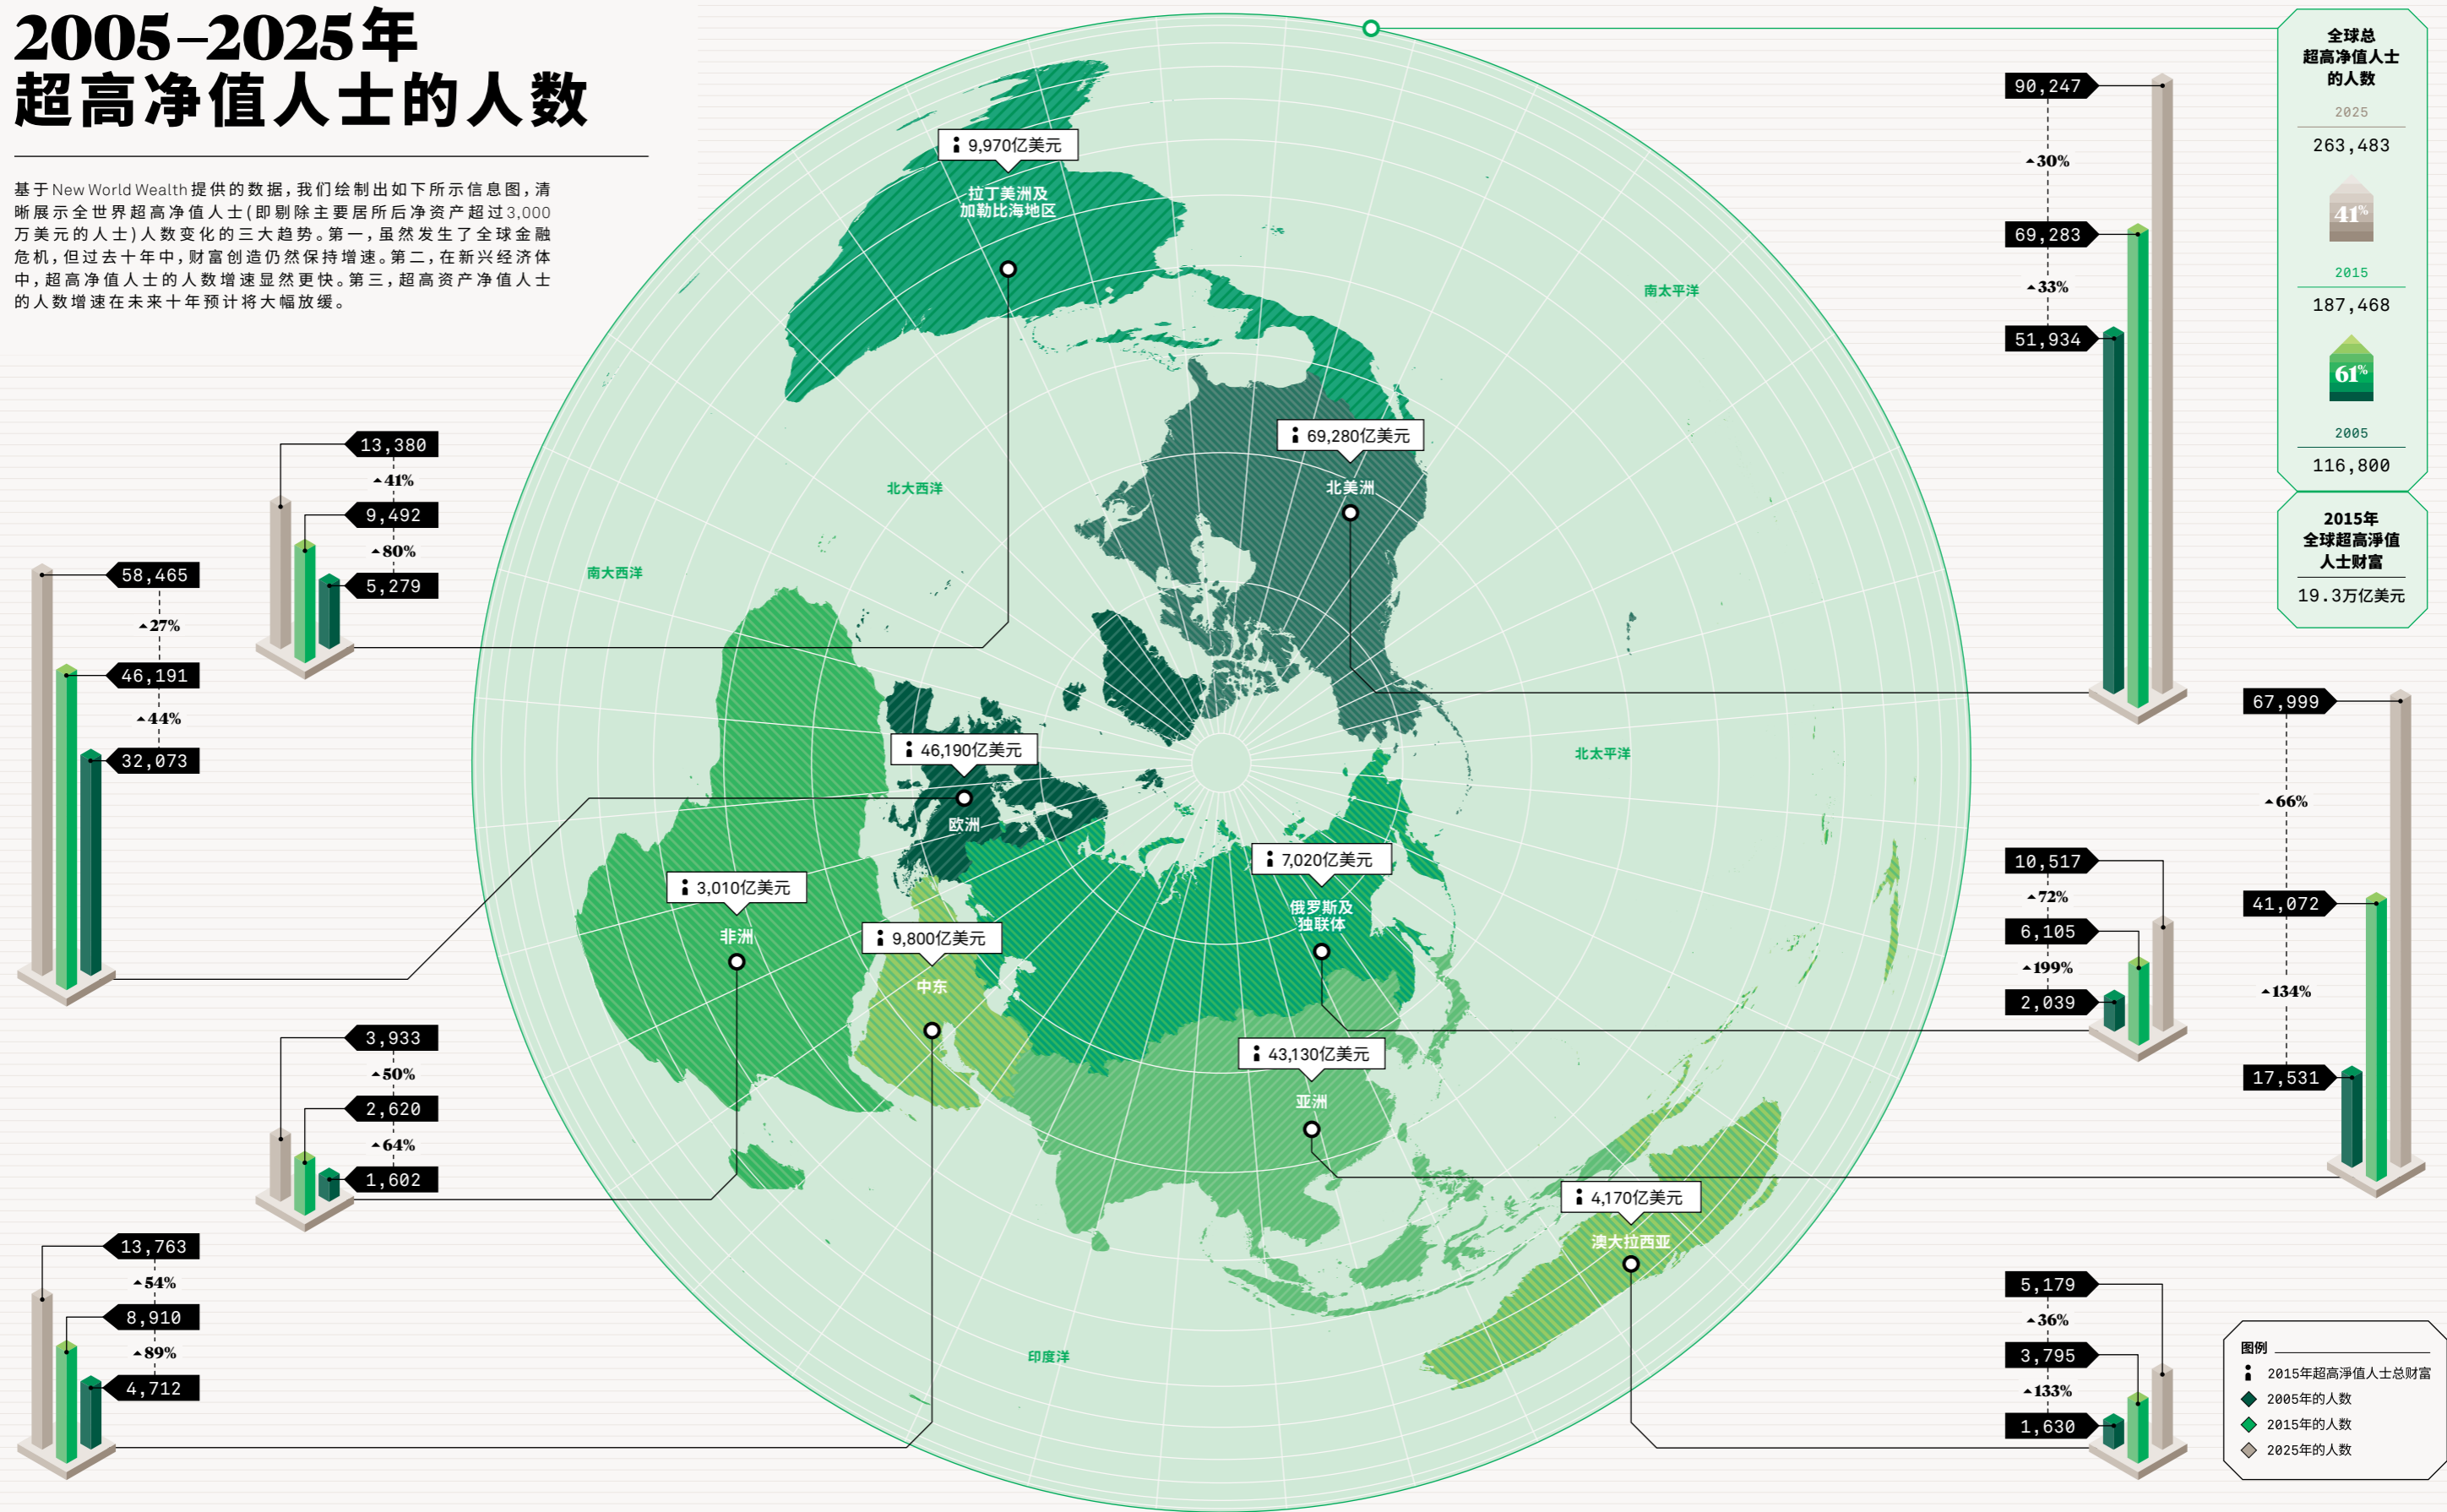 2005–2025年
超高净值人士的人数
基于New World Wealth提供的数据,我们绘制出如下所示信息图,清
晰展示全世界超高净值人士(即剔除主要居所后净资产超过3,000
万美元的人士)人数变化的三大趋势。第一,虽然发生了全球金融
危机,但过去十年中,财富创造仍然保持增速。第二,在新兴经济体
中,超高净值人士的人数增速显然更快。第三,超高资产净值人士
的人数增速在未来十年预计将大幅放缓。
13,380
41%
9,492
80%
5,279
58,465
27%
46,191
44%
32,073
3,933
50%
2,620
64%
1,602
13,763
54%
8,910
89%
4,712
9,970亿美元
拉丁美洲及
加勒比海地区
南太平洋
69,280亿美元
北美洲
北大西洋
南大西洋
46,190亿美元
欧洲
北太平洋
7,020亿美元
俄罗斯及
独联体
3,010亿美元
非洲
9,800亿美元
中东
43,130亿美元
亚洲
4,170亿美元
澳大拉西亚
印度洋
90,247
30%
69,283
33%
51,934
67,999
66%
41,072
134%
17,531
10,517
72%
6,105
199%
2,039
5,179
36%
3,795
133%
1,630
全球总
超高净值人士
的人数
2025
263,483
41%
2015
187,468
61%
2005
116,800
2015年
全球超高淨值
人士财富
19.3万亿美元
图例
2015年超高淨值人士总财富
2005年的人数
2015年的人数
2025年的人数